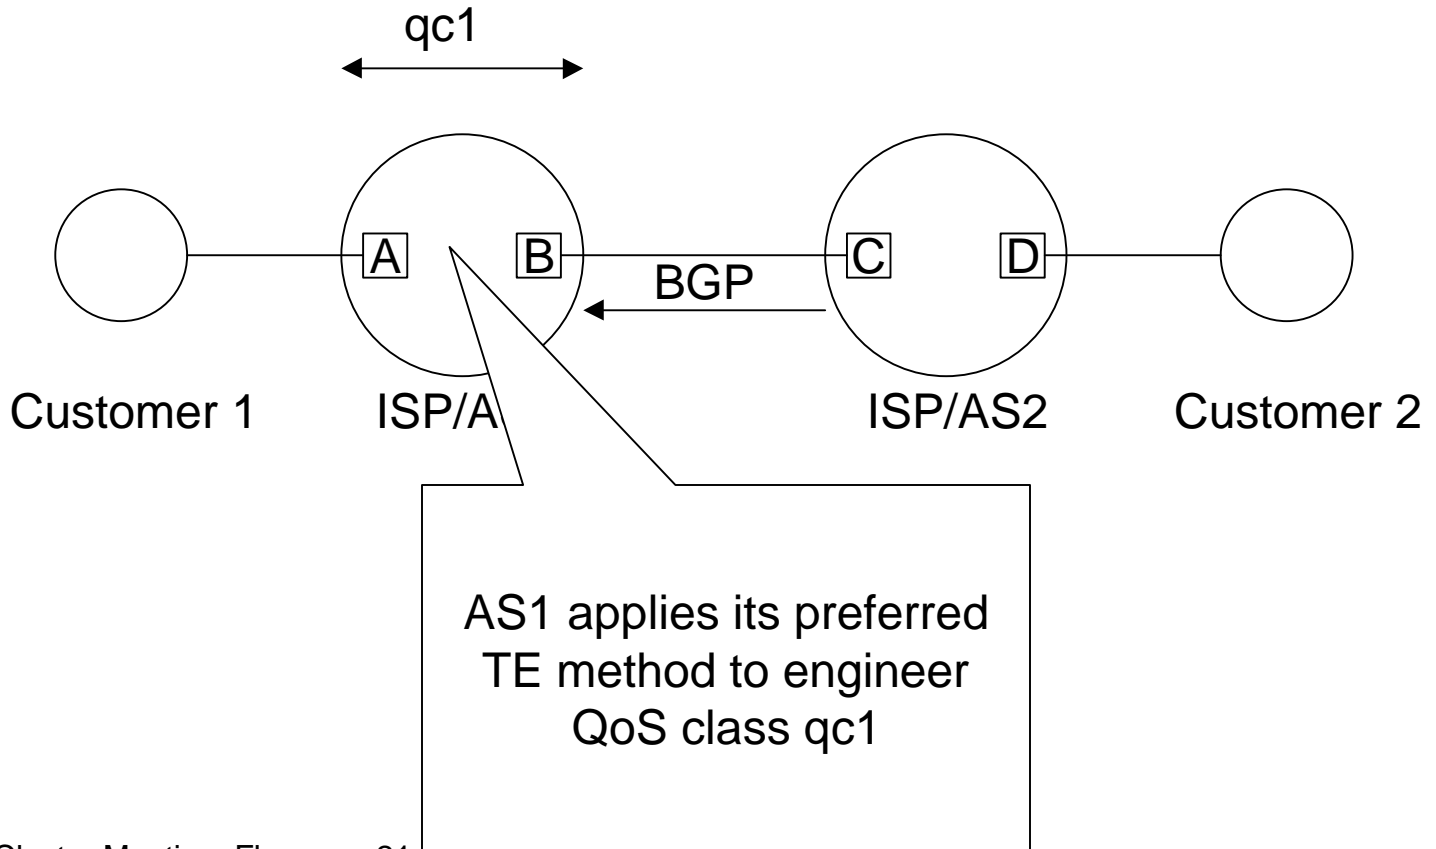 qc1
A
B
C
D
BGP
Customer 1
ISP/A
ISP/AS2
Customer 2
AS1 applies its preferred
TE method to engineer
QoS class qc1